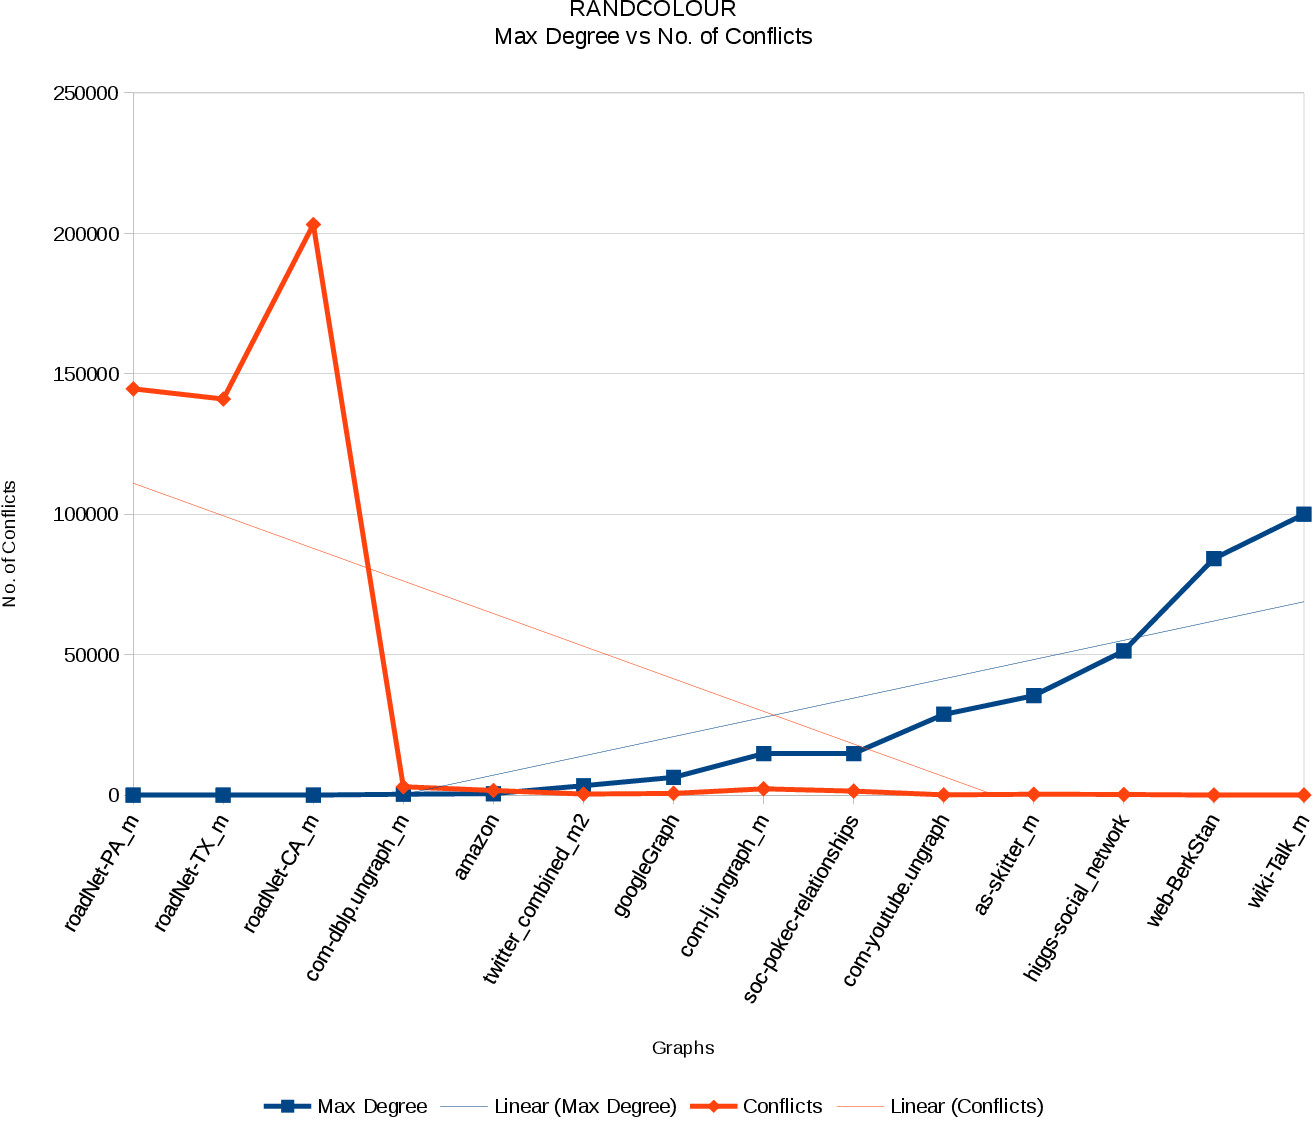 RANDCOLOUR
Max Degree vs No. of Conflicts
250000
200000
150000
100000
50000
0
No. of Conflicts
roadNet-PA_m
roadNet-TX_m
roadNet-CA_m
com-dblp.ungraph_m
amazon
twitter_combined_m2
googleGraph
com-lj.ungraph_m
soc-pokec-relationships
com-youtube.ungraph
as-skitter_m
higgs-social_network
web-BerkStan
wiki-Talk_m
Graphs
Max Degree Linear (Max Degree) Conflicts Linear (Conflicts)